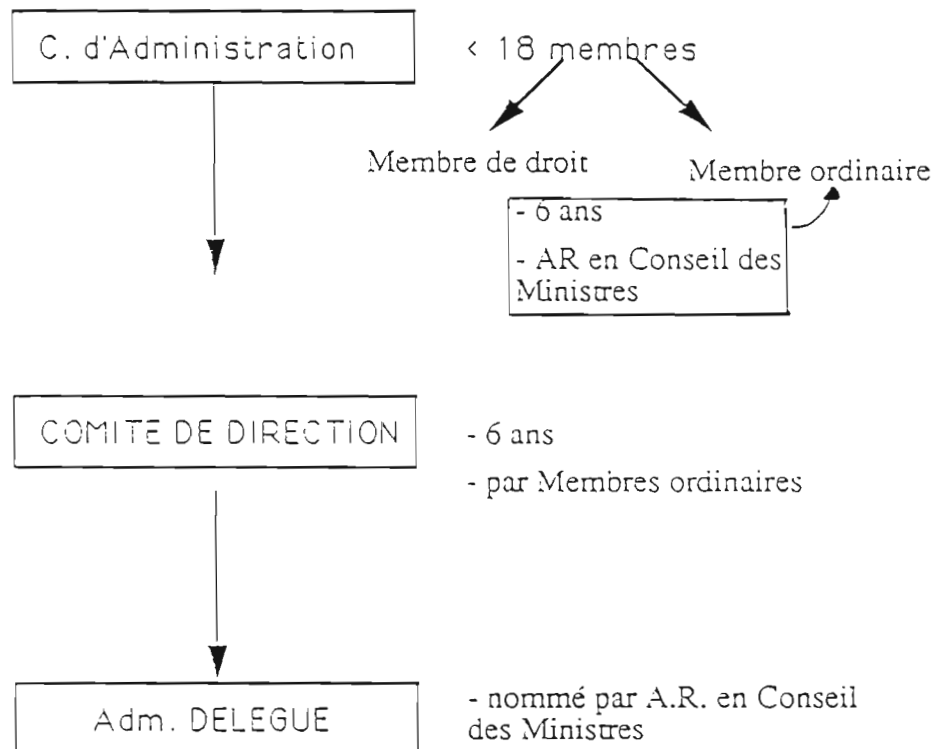 C. d'Administration
< 18 membres
Membre de droit
Membre ordinaire
- 6 ans
- AR en Conseil des
Ministres
COMITE DE DIRECTION
- 6 ans
- par Membres ordinaires
Adm. DELEGUE
- nommé par A.R. en Conseil
des Ministres